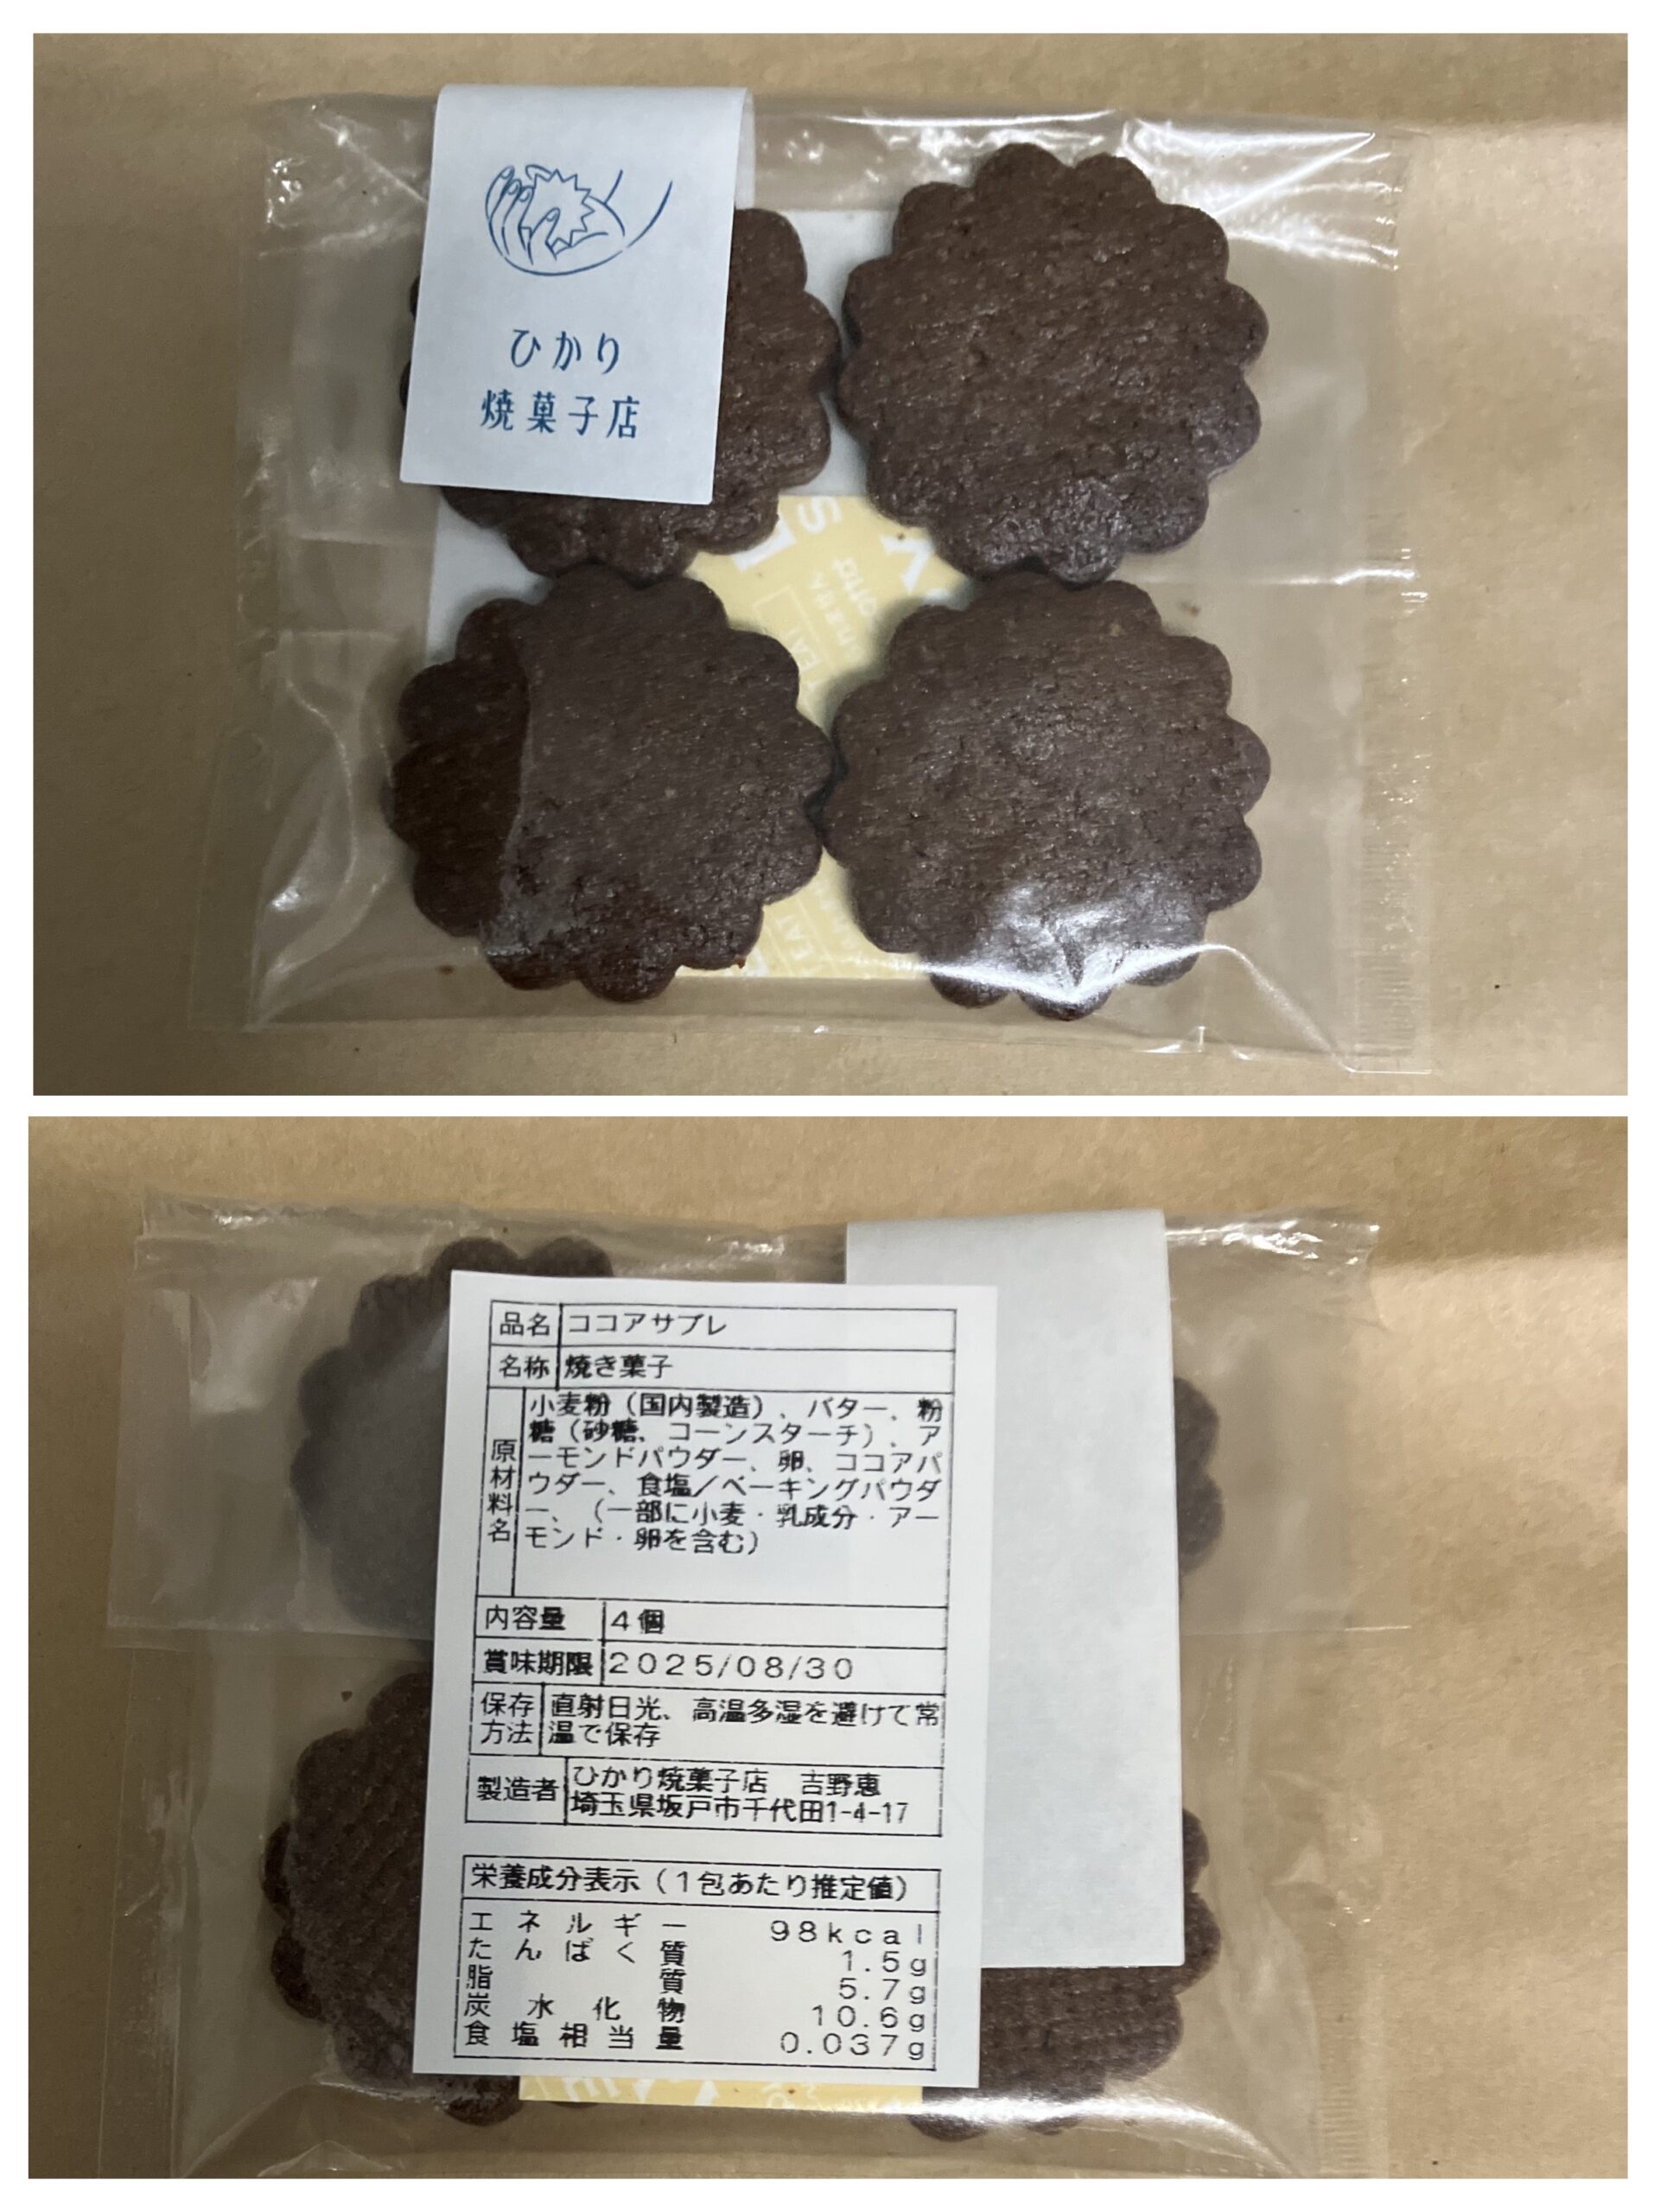 ひかり
焼菓子店
品名 ココアサブレ
名称 焼き菓子
原材料名 小麦粉（国内製造）、バター、粉
糖（砂糖、コーンスターチ）、ア
ーモンドパウダー、卵、ココアパ
ウダー、食塩／ベーキングパウダ
ー、（一部に小麦・乳成分・アー
モンド・卵を含む）
内容量 4個
賞味期限 2025/08/30
保存方法 直射日光、高温多湿を避けて常
温で保存
製造者 ひかり焼菓子店 吉野恵
埼玉県坂戸市千代田1-4-17
栄養成分表示（1包あたり推定値）
エネルギー 98kcal
たんぱく質 1.5g
脂質 5.7g
炭水化物 10.6g
食塩相当量 0.037g